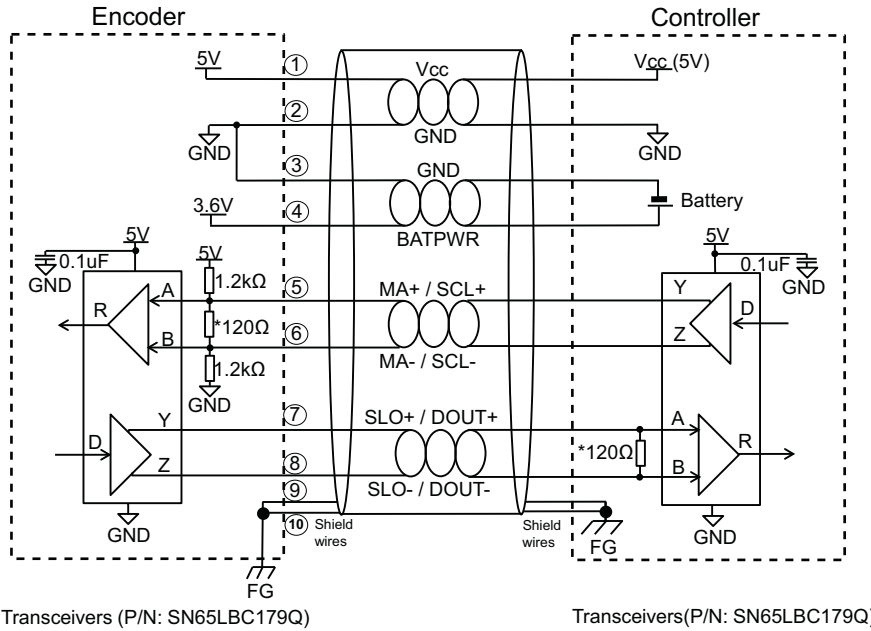 Encoder
Controller
5V
①
Vcc
Vcc (5V)
②
GND
GND
GND
③
GND
3.6V
④
BATPWR
Battery
5V
0.1uF
GND
5V
1.2kΩ
⑤
MA+ / SCL+
A
R
B
*120Ω
⑥
MA- / SCL-
1.2kΩ
GND
5V
0.1uF
GND
Y
D
Z
⑦
SLO+ / DOUT+
Y
D
Z
⑧
SLO- / DOUT-
*120Ω
A
R
B
⑨
⑩
Shield
wires
Shield
wires
GND
FG
FG
GND
Transceivers (P/N: SN65LBC179Q)
Transceivers(P/N: SN65LBC179Q)